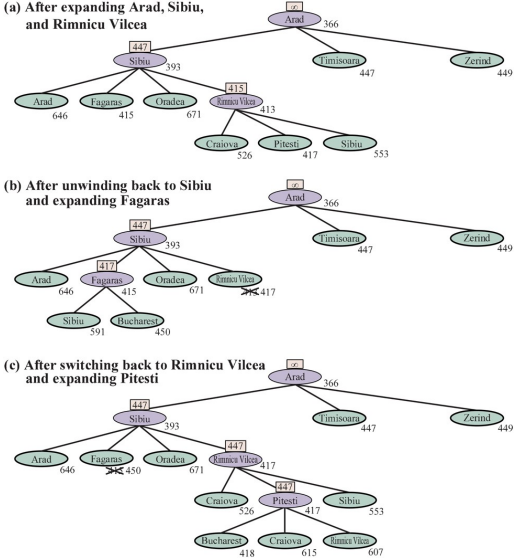 (a) After expanding Arad, Sibiu,
and Rimnicu Vilcea
∞
Arad
366
447
Sibiu
393
Timisoara
447
Zerind
449
Arad
646
Fagaras
415
Oradea
671
415
Rimnicu Vilcea
413
Craiova
526
Pitesti
417
Sibiu
553
(b) After unwinding back to Sibiu
and expanding Fagaras
∞
Arad
366
447
Sibiu
393
Timisoara
447
Zerind
449
Arad
646
417
Fagaras
415
Oradea
671
Rimnicu Vilcea
413 417
Sibiu
591
Bucharest
450
(c) After switching back to Rimnicu Vilcea
and expanding Pitesti
∞
Arad
366
447
Sibiu
393
Timisoara
447
Zerind
449
Arad
646
Fagaras
415 450
Oradea
671
447
Rimnicu Vilcea
417
Craiova
526
447
Pitesti
417
Sibiu
553
Bucharest
418
Craiova
615
Rimnicu Vilcea
607